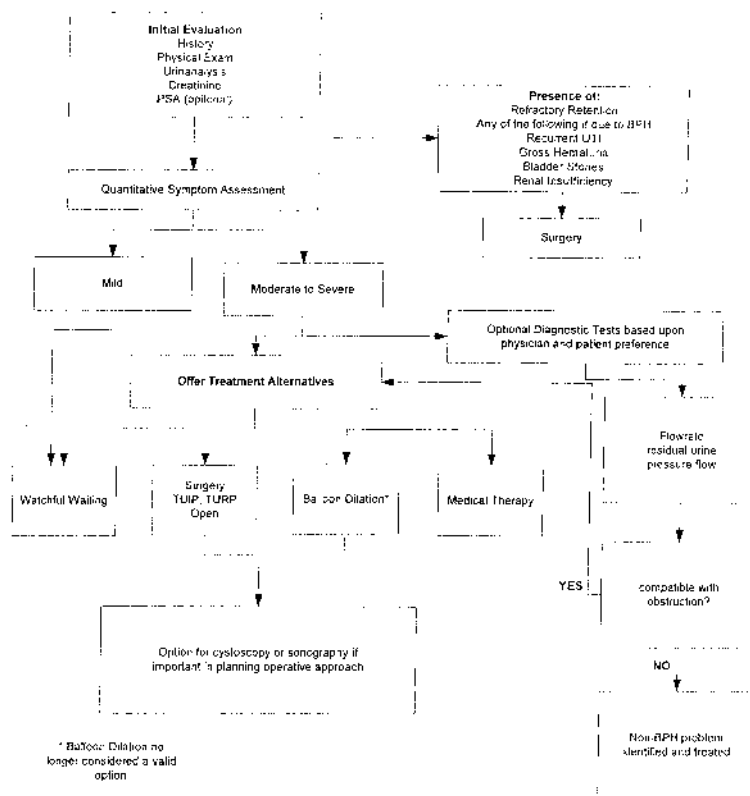 Initial Evaluation
History
Physical Exam
Urinanalysis
Creatinine
PSA (optional)
Presence of:
Refractory Retention
Any of the following if due to BPH
Recurrent UTI
Gross Hematuria
Bladder Stones
Renal Insufficiency
Quantitative Symptom Assessment
Surgery
Mild
Moderate to Severe
Optional Diagnostic Tests based upon
physician and patient preference
Offer Treatment Alternatives
Flowrate
residual urine
pressure flow
Watchful Waiting
Surgery
TUIP, TURP
Open
Balloon Dilation*
Medical Therapy
YES
compatible with
obstruction?
Option for cystoscopy or sonography if
important in planning operative approach
NO
Non-BPH problem
identified and treated
* Balloon Dilation no
longer considered a valid
option